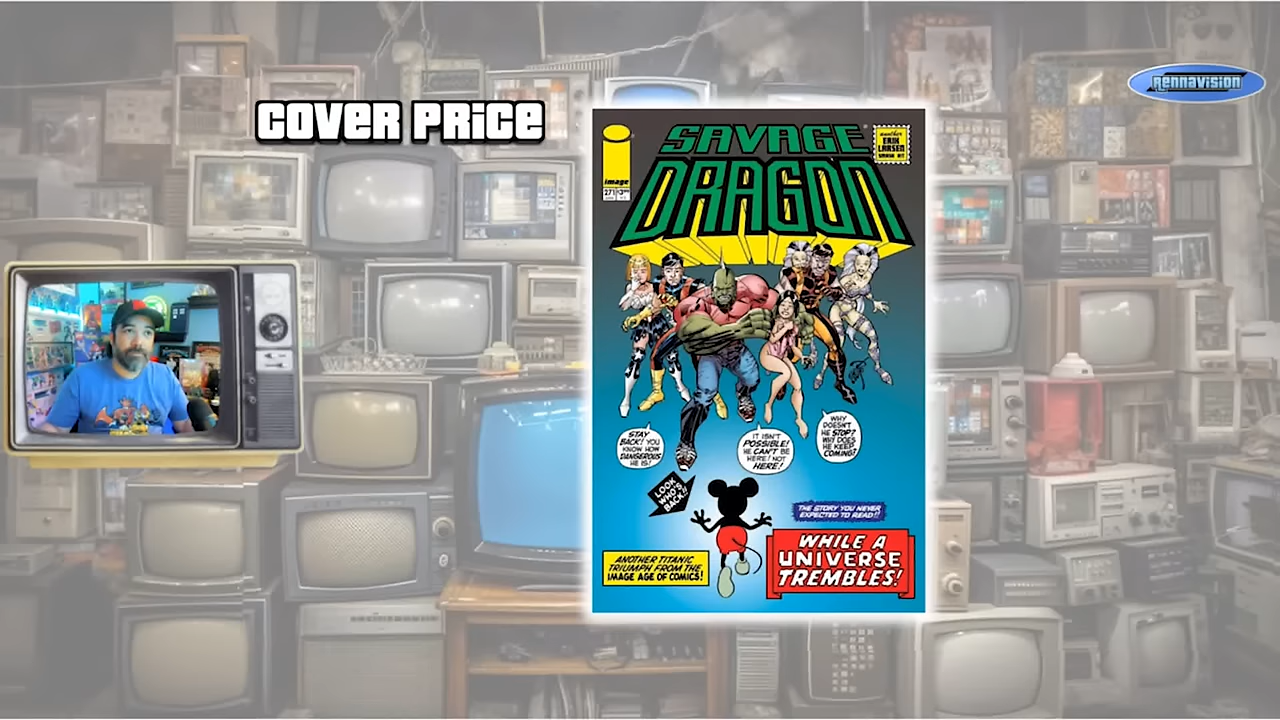 COVER PRICE
RENNAVISION
image
271
SAVAGE
DRAGON
another
ERIK
LARSEN
STAY
BACK! YOU
KNOW HOW
DANGEROUS
HE IS!
IT ISN'T
POSSIBLE!
HE CAN'T BE
HERE! NOT
HERE!
WHY
DOESN'T
HE STOP?
WHY DOES
HE KEEP
COMING?
LOOK
WHO'S
BACK!!
THE STORY YOU NEVER
EXPECTED TO READ!!
ANOTHER TITANIC
TRIUMPH FROM THE
IMAGE AGE OF COMICS!
WHILE A
UNIVERSE
TREMBLES!